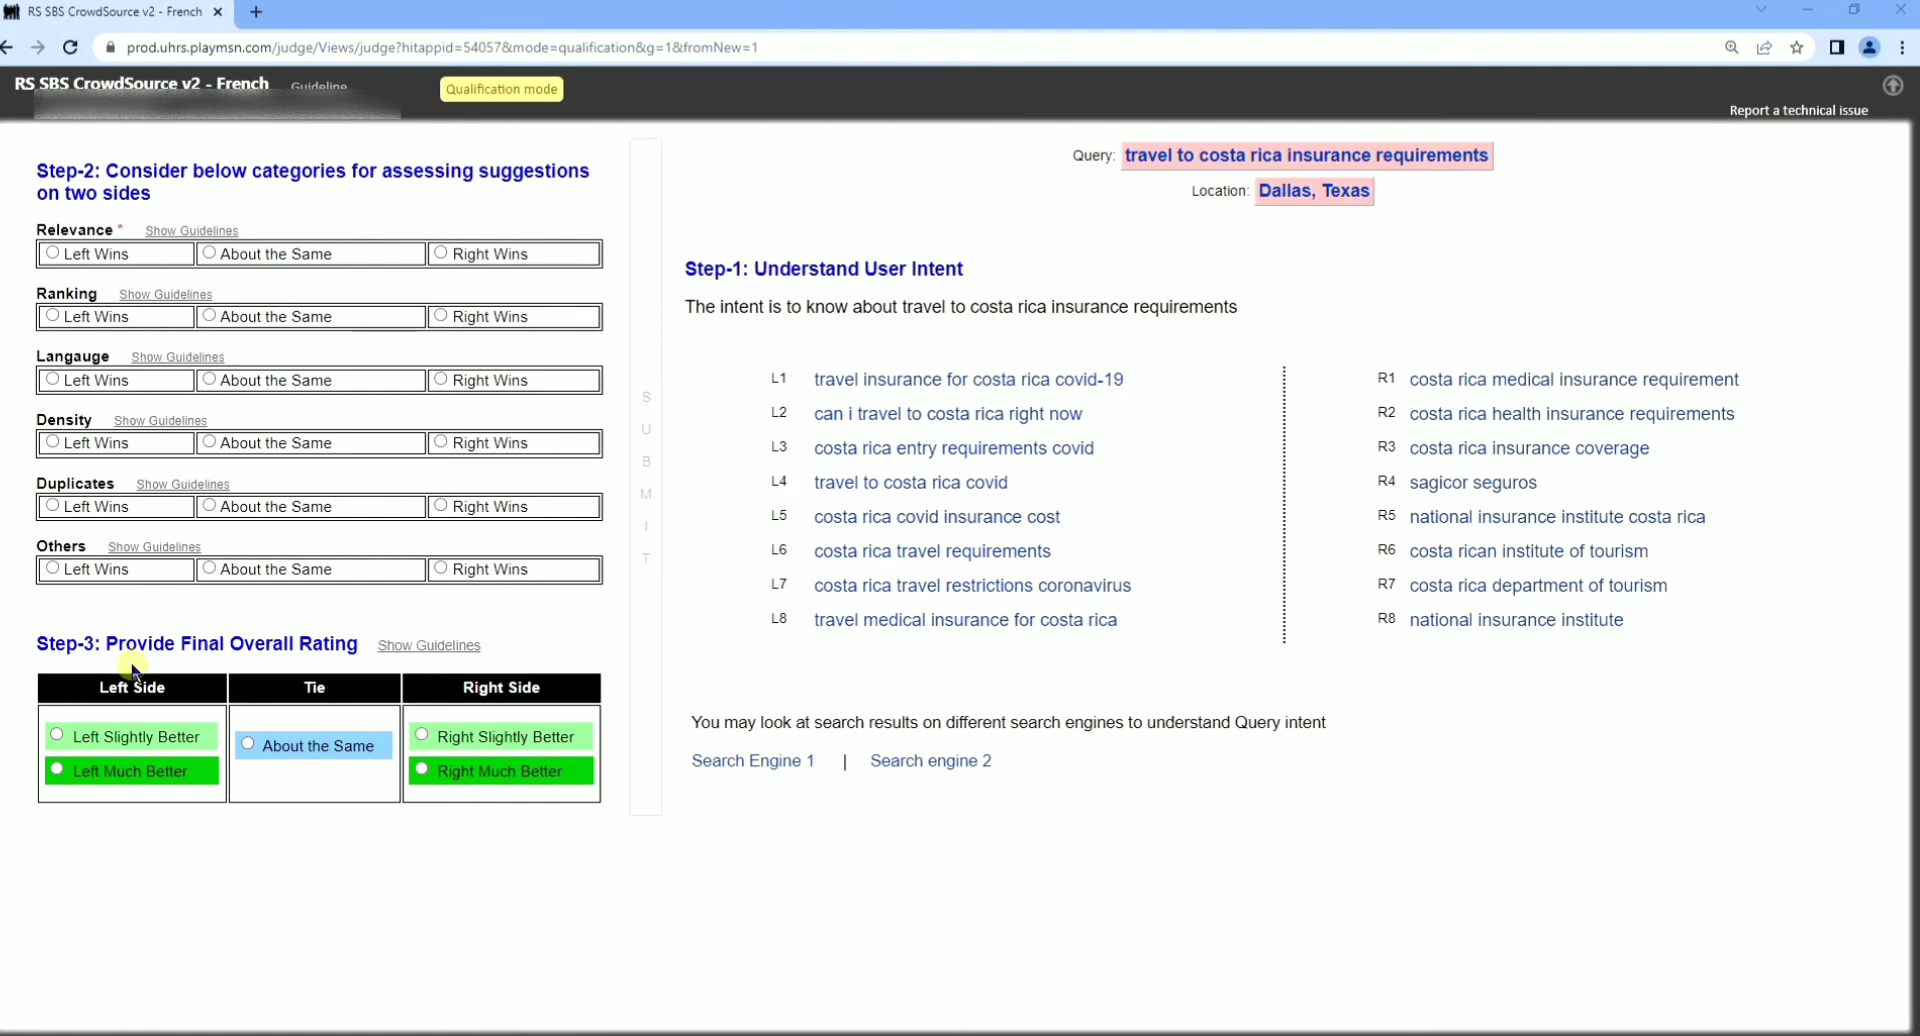 RS SBS CrowdSource v2 - French
prod.uhrs.playmsn.com/judge/Views/judge?hitappid=54057&mode=qualification&g=1&fromNew=1
RS SBS CrowdSource v2 - French Guideline Qualification mode
Report a technical issue
Step-2: Consider below categories for assessing suggestions
on two sides
Relevance * Show Guidelines
Left Wins About the Same Right Wins
Ranking Show Guidelines
Left Wins About the Same Right Wins
Langauge Show Guidelines
Left Wins About the Same Right Wins
Density Show Guidelines
Left Wins About the Same Right Wins
Duplicates Show Guidelines
Left Wins About the Same Right Wins
Others Show Guidelines
Left Wins About the Same Right Wins
Step-3: Provide Final Overall Rating Show Guidelines
Left Side Tie Right Side
Left Slightly Better About the Same Right Slightly Better
Left Much Better Right Much Better
S
U
B
M
I
T
Query: travel to costa rica insurance requirements
Location: Dallas, Texas
Step-1: Understand User Intent
The intent is to know about travel to costa rica insurance requirements
L1 travel insurance for costa rica covid-19
L2 can i travel to costa rica right now
L3 costa rica entry requirements covid
L4 travel to costa rica covid
L5 costa rica covid insurance cost
L6 costa rica travel requirements
L7 costa rica travel restrictions coronavirus
L8 travel medical insurance for costa rica
R1 costa rica medical insurance requirement
R2 costa rica health insurance requirements
R3 costa rica insurance coverage
R4 sagicor seguros
R5 national insurance institute costa rica
R6 costa rican institute of tourism
R7 costa rica department of tourism
R8 national insurance institute
You may look at search results on different search engines to understand Query intent
Search Engine 1 | Search engine 2